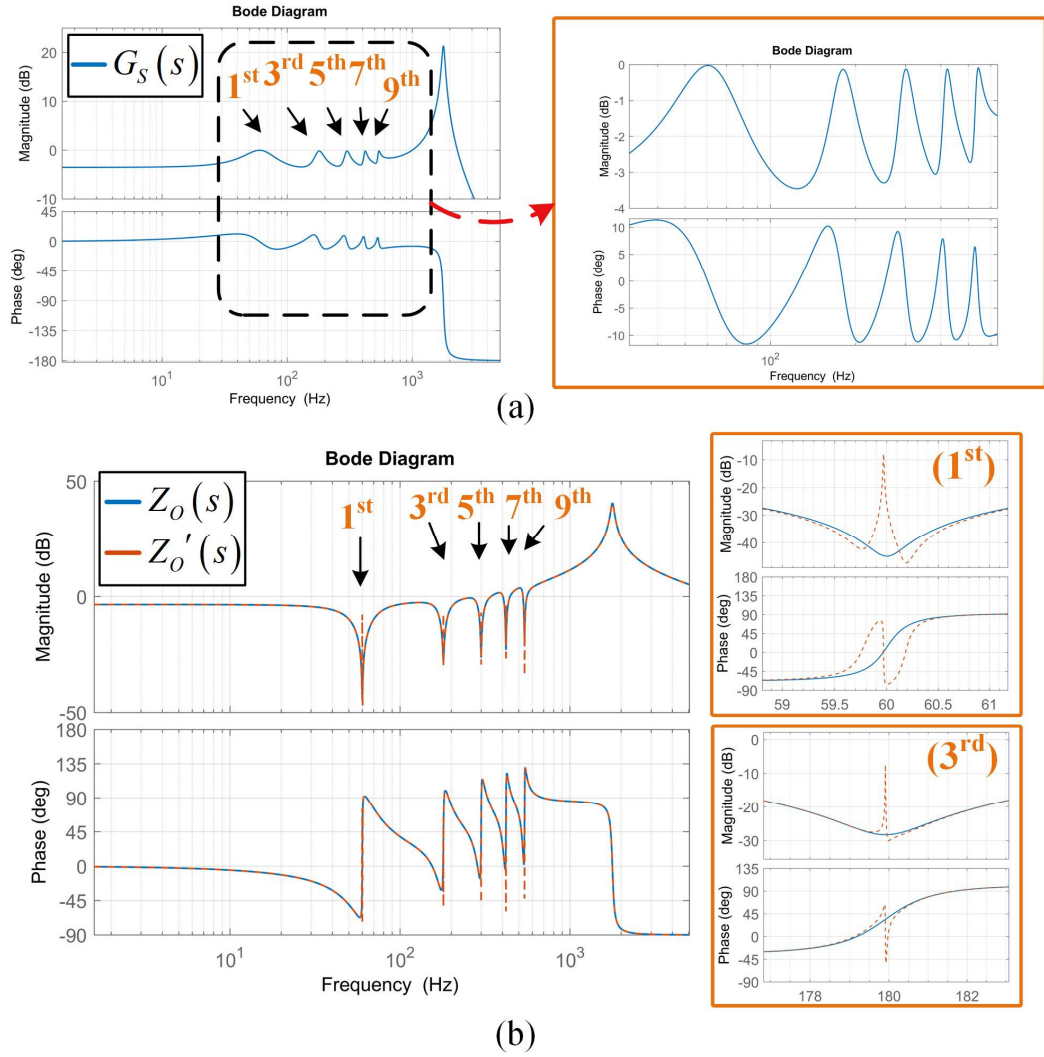 Bode Diagram
G_S(s)
1st 3rd 5th 7th 9th
Magnitude (dB)
20
10
0
-10
Phase (deg)
45
0
-45
-90
-135
-180
10^1
10^2
10^3
Frequency (Hz)
Bode Diagram
Magnitude (dB)
0
-1
-2
-3
-4
Phase (deg)
10
5
0
-5
-10
10^2
Frequency (Hz)
(a)
Bode Diagram
Z_O(s)
Z_O'(s)
1st 3rd 5th 7th 9th
Magnitude (dB)
50
0
-50
Phase (deg)
180
135
90
45
0
-45
-90
10^1
10^2
10^3
Frequency (Hz)
(1st)
Magnitude (dB)
-10
-20
-30
-40
Phase (deg)
180
135
90
45
0
-45
-90
59
59.5
60
60.5
61
(3rd)
Magnitude (dB)
0
-10
-20
-30
Phase (deg)
135
90
45
0
-45
-90
178
180
182
(b)